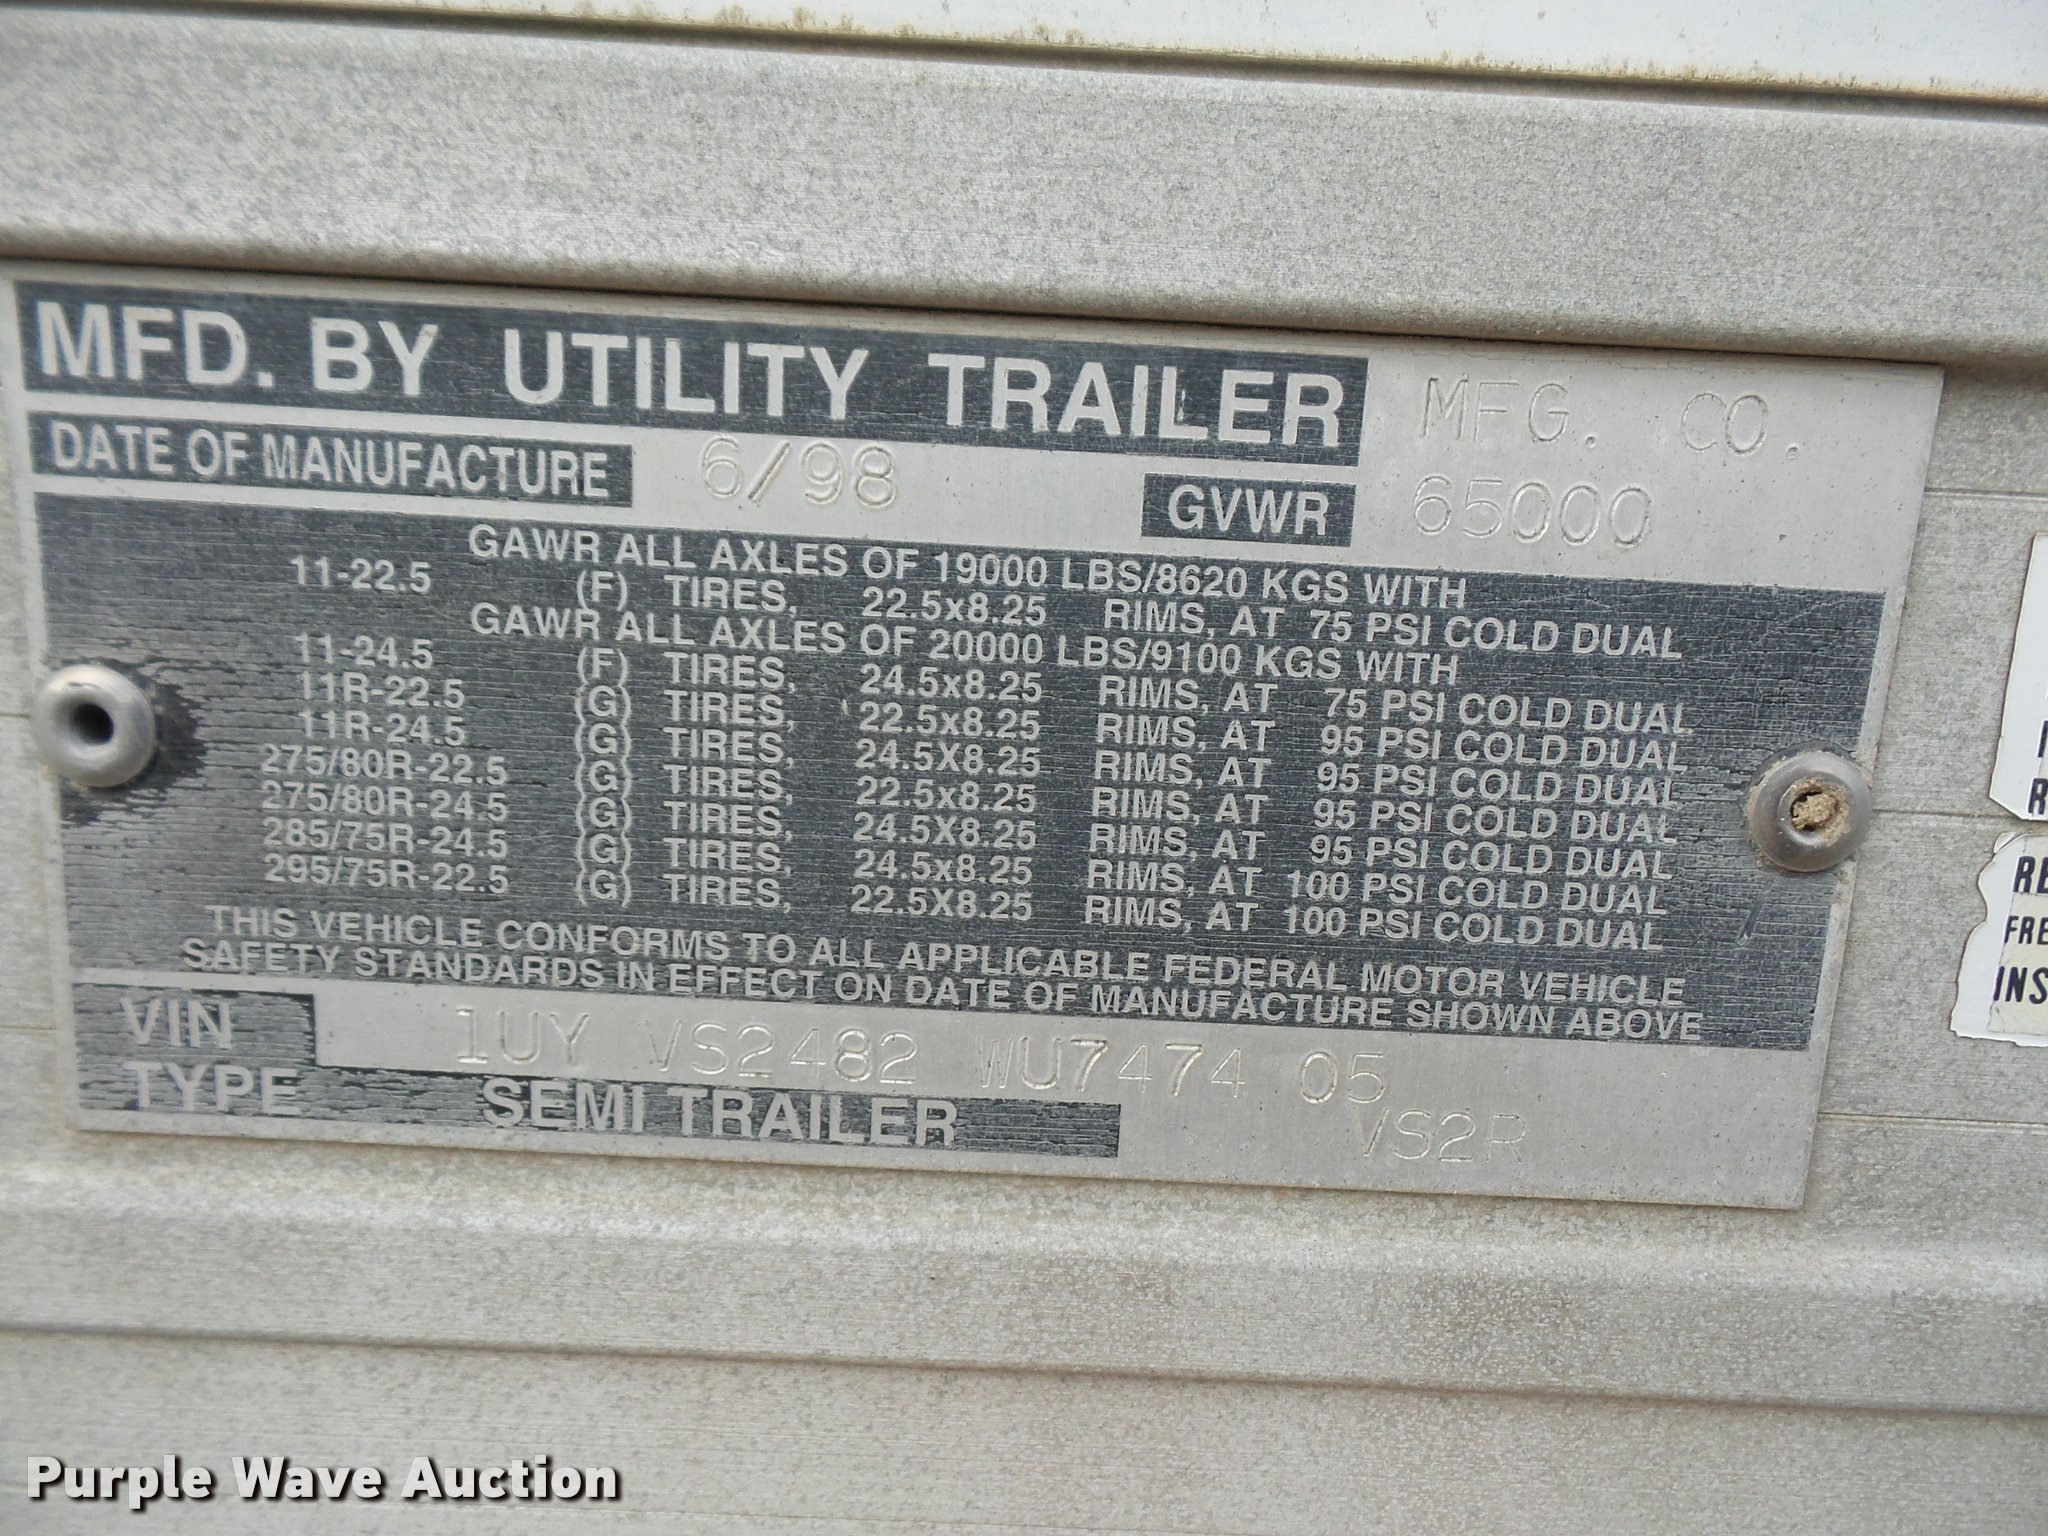 MFD. BY UTILITY TRAILER MFG. CO.
DATE OF MANUFACTURE 6/98 GVWR 65000
GAWR ALL AXLES OF 19000 LBS/8620 KGS WITH
11-22.5 (F) TIRES, 22.5x8.25 RIMS, AT 75 PSI COLD DUAL
GAWR ALL AXLES OF 20000 LBS/9100 KGS WITH
11-24.5 (F) TIRES, 24.5x8.25 RIMS, AT 75 PSI COLD DUAL
11R-22.5 (G) TIRES, 22.5x8.25 RIMS, AT 95 PSI COLD DUAL
11R-24.5 (G) TIRES, 24.5X8.25 RIMS, AT 95 PSI COLD DUAL
275/80R-22.5 (G) TIRES, 22.5x8.25 RIMS, AT 95 PSI COLD DUAL
275/80R-24.5 (G) TIRES, 24.5X8.25 RIMS, AT 95 PSI COLD DUAL
285/75R-24.5 (G) TIRES, 24.5x8.25 RIMS, AT 100 PSI COLD DUAL
295/75R-22.5 (G) TIRES, 22.5X8.25 RIMS, AT 100 PSI COLD DUAL
THIS VEHICLE CONFORMS TO ALL APPLICABLE FEDERAL MOTOR VEHICLE
SAFETY STANDARDS IN EFFECT ON DATE OF MANUFACTURE SHOWN ABOVE
VIN 1UY VS2482 WU7474 05
TYPE SEMI TRAILER VS2R
RE
FRE
INS
Purple Wave Auction